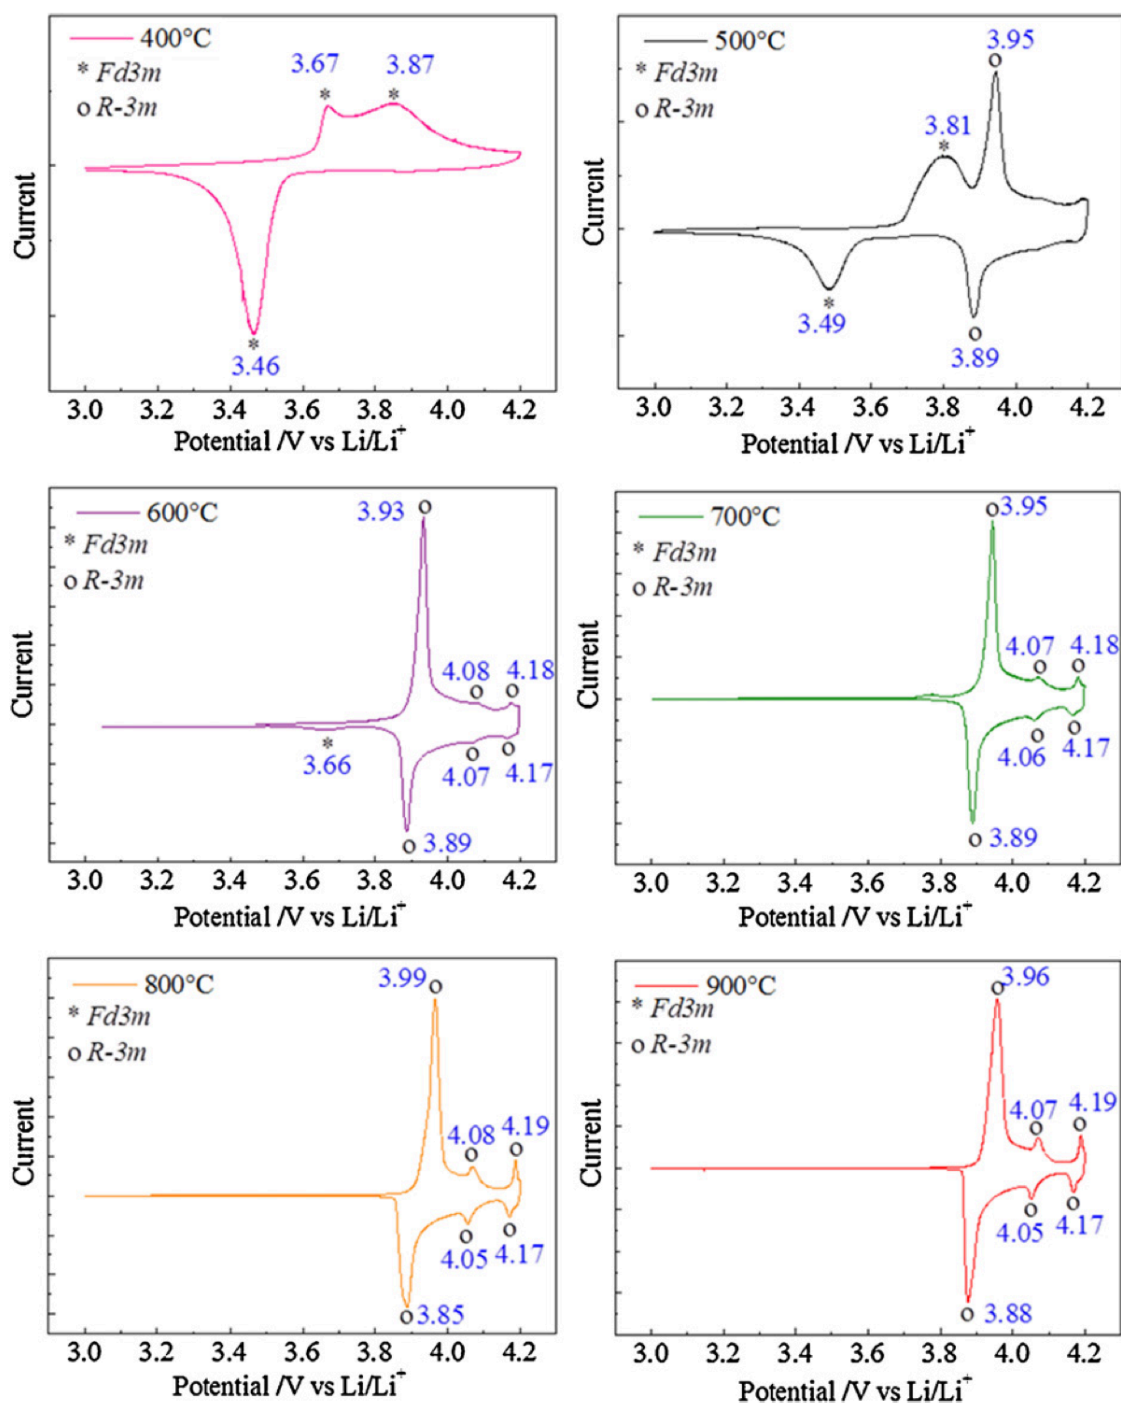 400°C
* Fd3m
o R-3m
3.67
3.87
3.46
Current
3.0 3.2 3.4 3.6 3.8 4.0 4.2
Potential /V vs Li/Li+
500°C
* Fd3m
o R-3m
3.95
3.81
3.49
3.89
Current
3.0 3.2 3.4 3.6 3.8 4.0 4.2
Potential /V vs Li/Li+
600°C
* Fd3m
o R-3m
3.93
4.08
4.18
3.66
4.07
4.17
3.89
Current
3.0 3.2 3.4 3.6 3.8 4.0 4.2
Potential /V vs Li/Li+
700°C
* Fd3m
o R-3m
3.95
4.07
4.18
4.06
4.17
3.89
Current
3.0 3.2 3.4 3.6 3.8 4.0 4.2
Potential /V vs Li/Li+
800°C
* Fd3m
o R-3m
3.99
4.08
4.19
4.05
4.17
3.85
Current
3.0 3.2 3.4 3.6 3.8 4.0 4.2
Potential /V vs Li/Li+
900°C
* Fd3m
o R-3m
3.96
4.07
4.19
4.05
4.17
3.88
Current
3.0 3.2 3.4 3.6 3.8 4.0 4.2
Potential /V vs Li/Li+